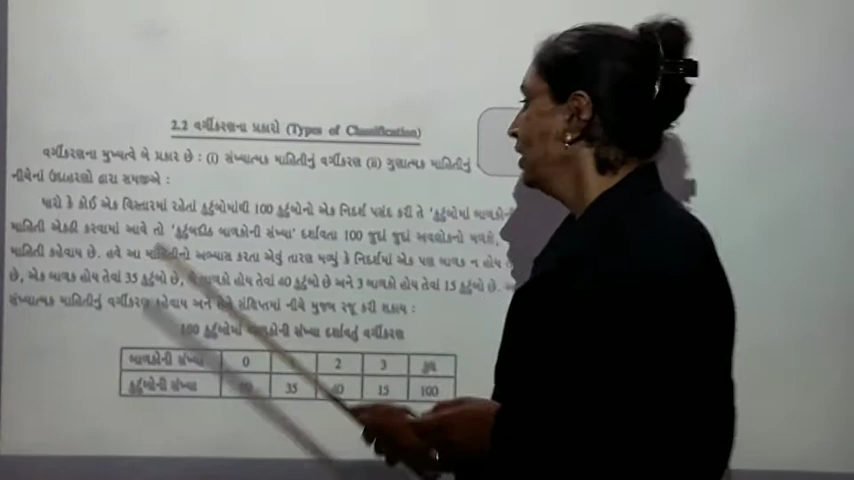 2.2 વર્ગીકરણના પ્રકારો (Types of Classification)
વર્ગીકરણના મુખ્યત્વે બે પ્રકાર છે : (i) સંખ્યાત્મક માહિતીનું વર્ગીકરણ (ii) ગુણાત્મક માહિતીનું
નીચેનાં ઉદાહરણો દ્વારા સમજીએ :
ધારો કે કોઈ એક વિસ્તારમાં રહેતાં કુટુંબોમાંથી 100 કુટુંબોનો એક નિદર્શ પસંદ કરી તે 'કુટુંબોમાં બાળકોની
માહિતી એકઠી કરવામાં આવે તો 'કુટુંબદીઠ બાળકોની સંખ્યા' દર્શાવતા 100 જુદાં જુદાં અવલોકનો મળશે,
માહિતી કહેવાય છે. હવે આ માહિતીનો અભ્યાસ કરતા એવું તારણ મળ્યું કે નિદર્શમાં એક પણ બાળક ન હોય
છે, એક બાળક હોય તેવાં 35 કુટુંબો છે, બાળકો હોય તેવાં 40 કુટુંબો છે અને 3 બાળકો હોય તેવાં 15 કુટુંબો છે.
સંખ્યાત્મક માહિતીનું વર્ગીકરણ કહેવાય અને તેને સંક્ષિપ્તમાં નીચે મુજબ રજૂ કરી શકાય :
100 કુટુંબોમાં બાળકોની સંખ્યા દર્શાવતું વર્ગીકરણ
બાળકોની સંખ્યા 0 2 3 કુલ
કુટુંબોની સંખ્યા 35 40 15 100